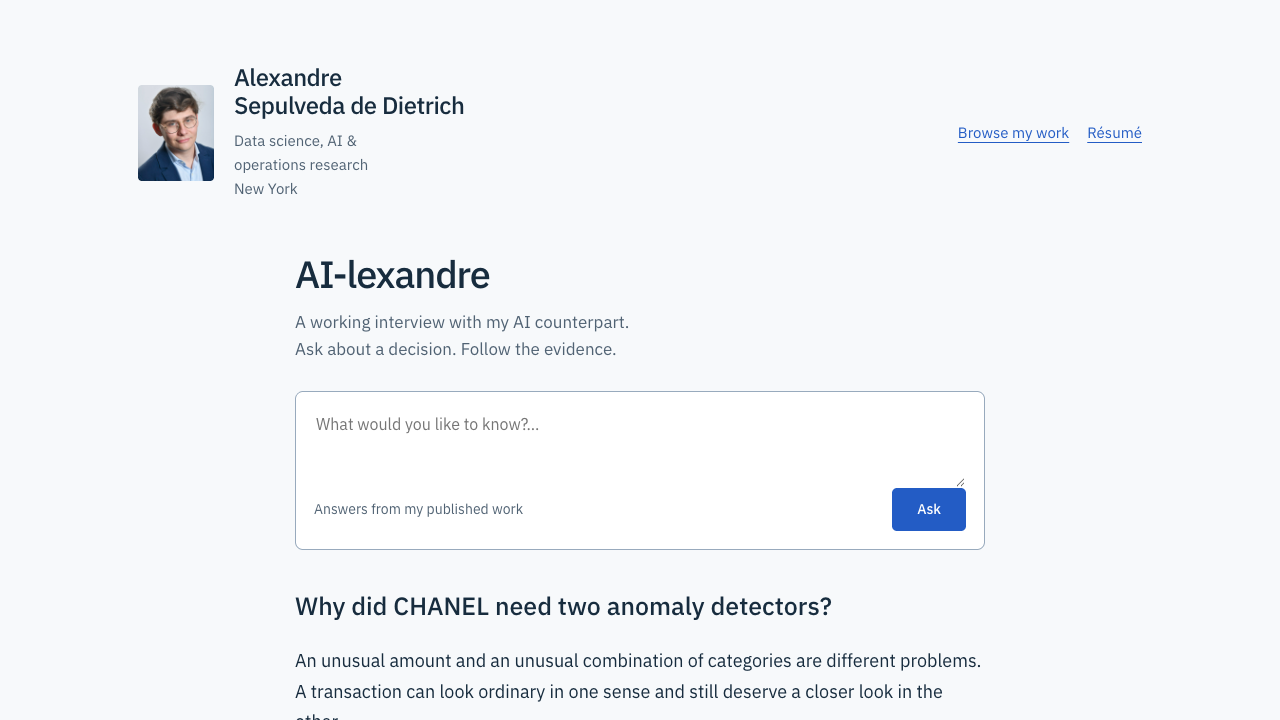 Alexandre
Sepulveda de Dietrich
Data science, AI &
operations research
New York
Browse my work
Résumé
AI-lexandre
A working interview with my AI counterpart.
Ask about a decision. Follow the evidence.
What would you like to know?...
Answers from my published work
Ask
Why did CHANEL need two anomaly detectors?
An unusual amount and an unusual combination of categories are different problems.
A transaction can look ordinary in one sense and still deserve a closer look in the